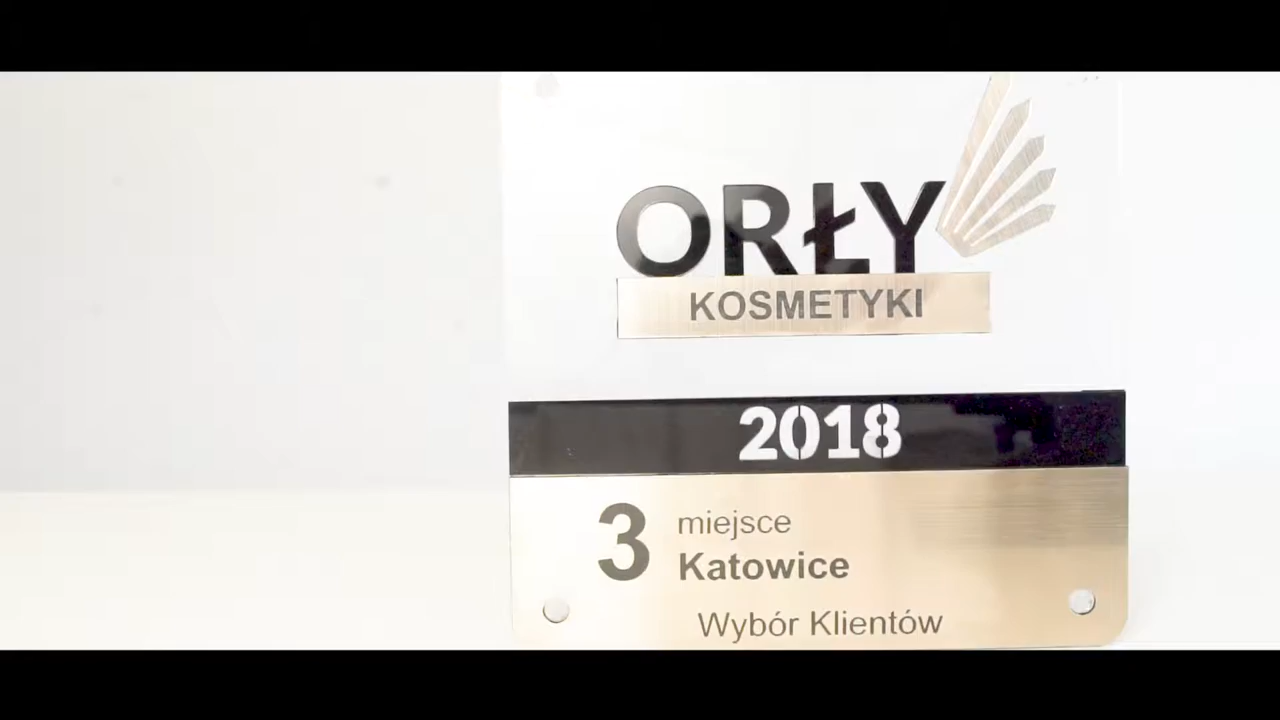 ORŁY
KOSMETYKI
2018
3 miejsce
Katowice
Wybór Klientów